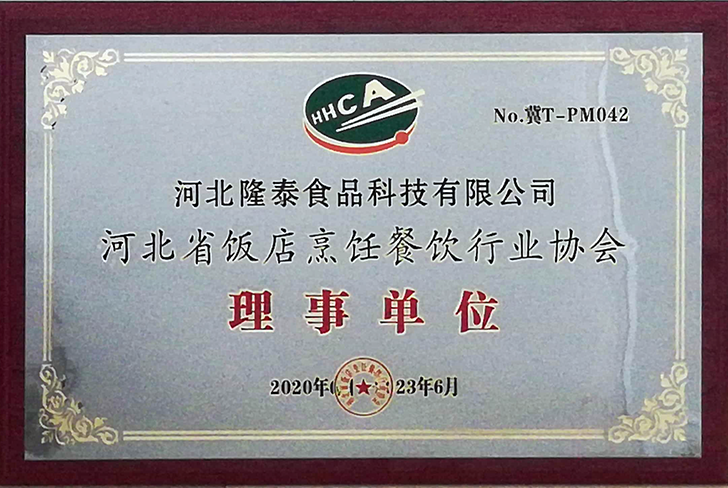 HHCA
No.冀T-PM042
河北隆泰食品科技有限公司
河北省饭店烹饪餐饮行业协会
理事单位
2020年 23年6月